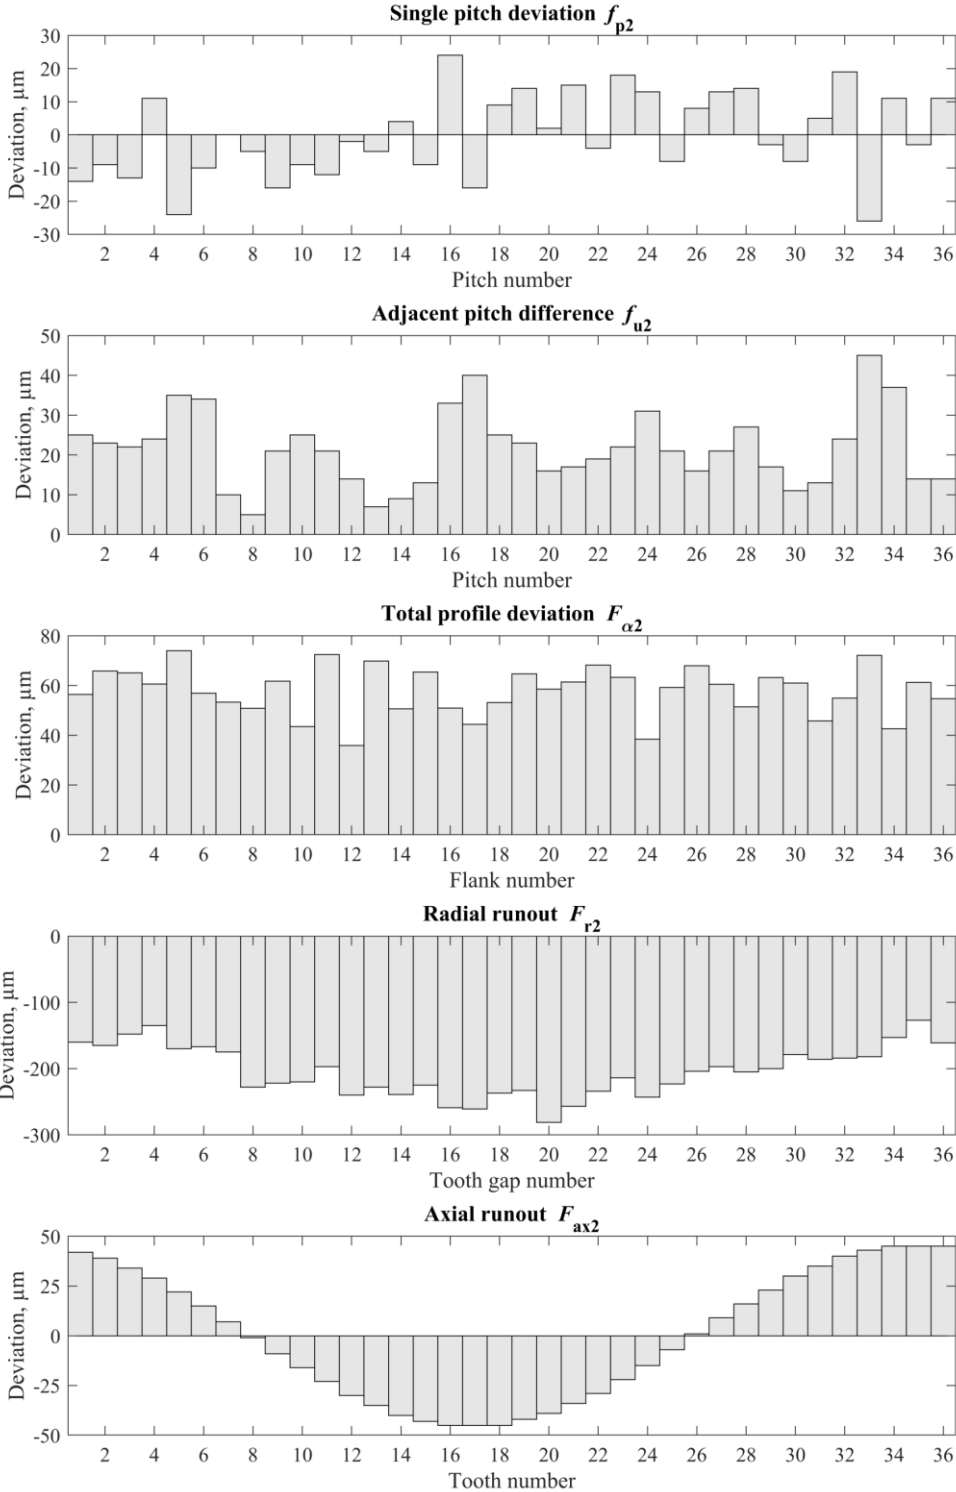 Single pitch deviation fp2
30
20
10
0
-10
-20
-30
Deviation, µm
2 4 6 8 10 12 14 16 18 20 22 24 26 28 30 32 34 36
Pitch number
Adjacent pitch difference fu2
50
40
30
20
10
0
Deviation, µm
2 4 6 8 10 12 14 16 18 20 22 24 26 28 30 32 34 36
Pitch number
Total profile deviation Fα2
80
60
40
20
0
Deviation, µm
2 4 6 8 10 12 14 16 18 20 22 24 26 28 30 32 34 36
Flank number
Radial runout Fr2
0
-100
-200
-300
Deviation, µm
2 4 6 8 10 12 14 16 18 20 22 24 26 28 30 32 34 36
Tooth gap number
Axial runout Fax2
50
25
0
-25
-50
Deviation, µm
2 4 6 8 10 12 14 16 18 20 22 24 26 28 30 32 34 36
Tooth number